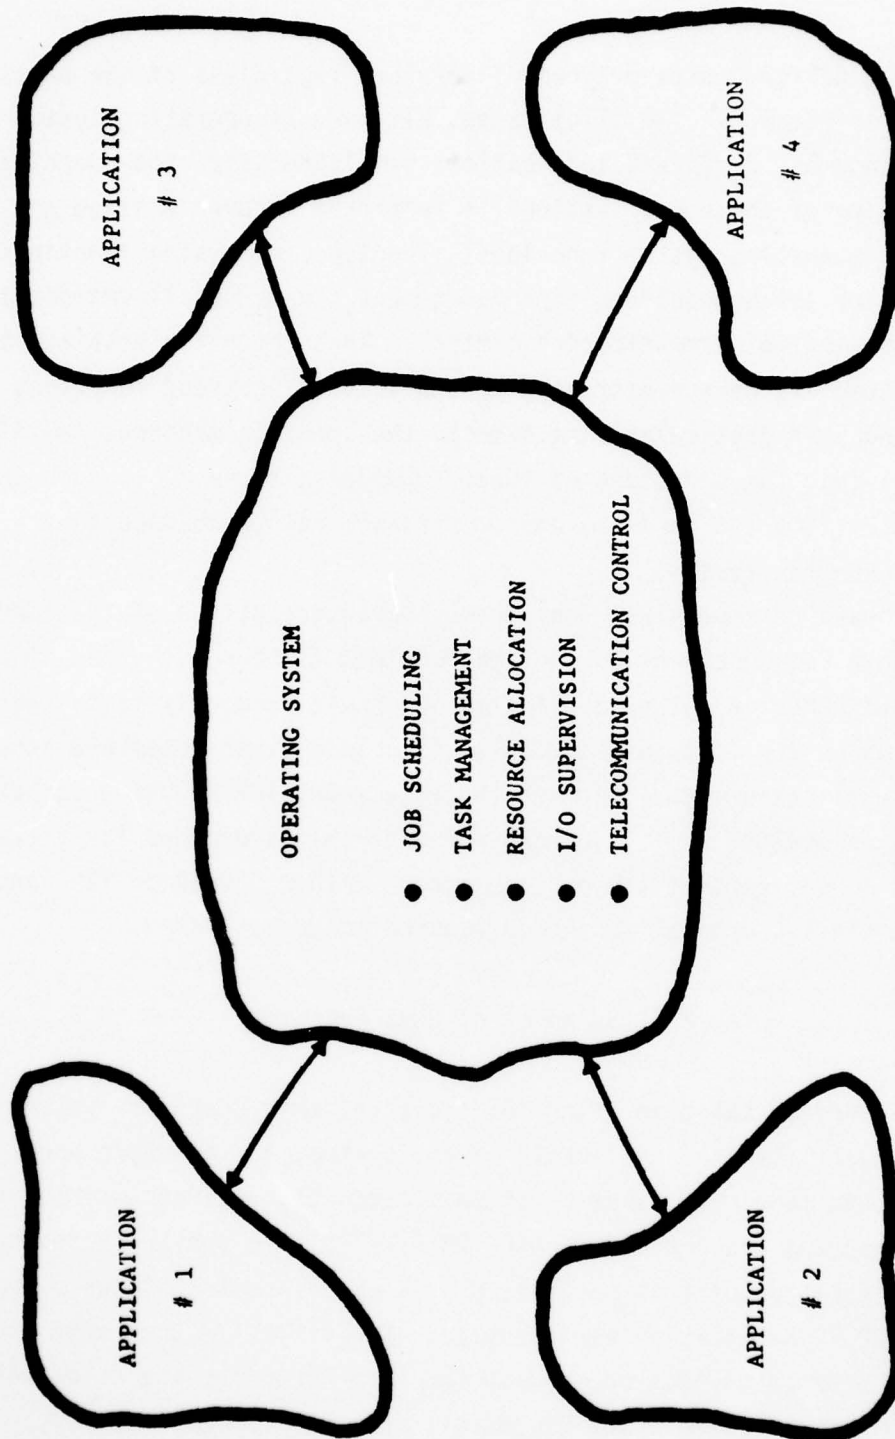 APPLICATION
# 1
APPLICATION
# 3
OPERATING SYSTEM
● JOB SCHEDULING
● TASK MANAGEMENT
● RESOURCE ALLOCATION
● I/O SUPERVISION
● TELECOMMUNICATION CONTROL
APPLICATION
# 2
APPLICATION
# 4